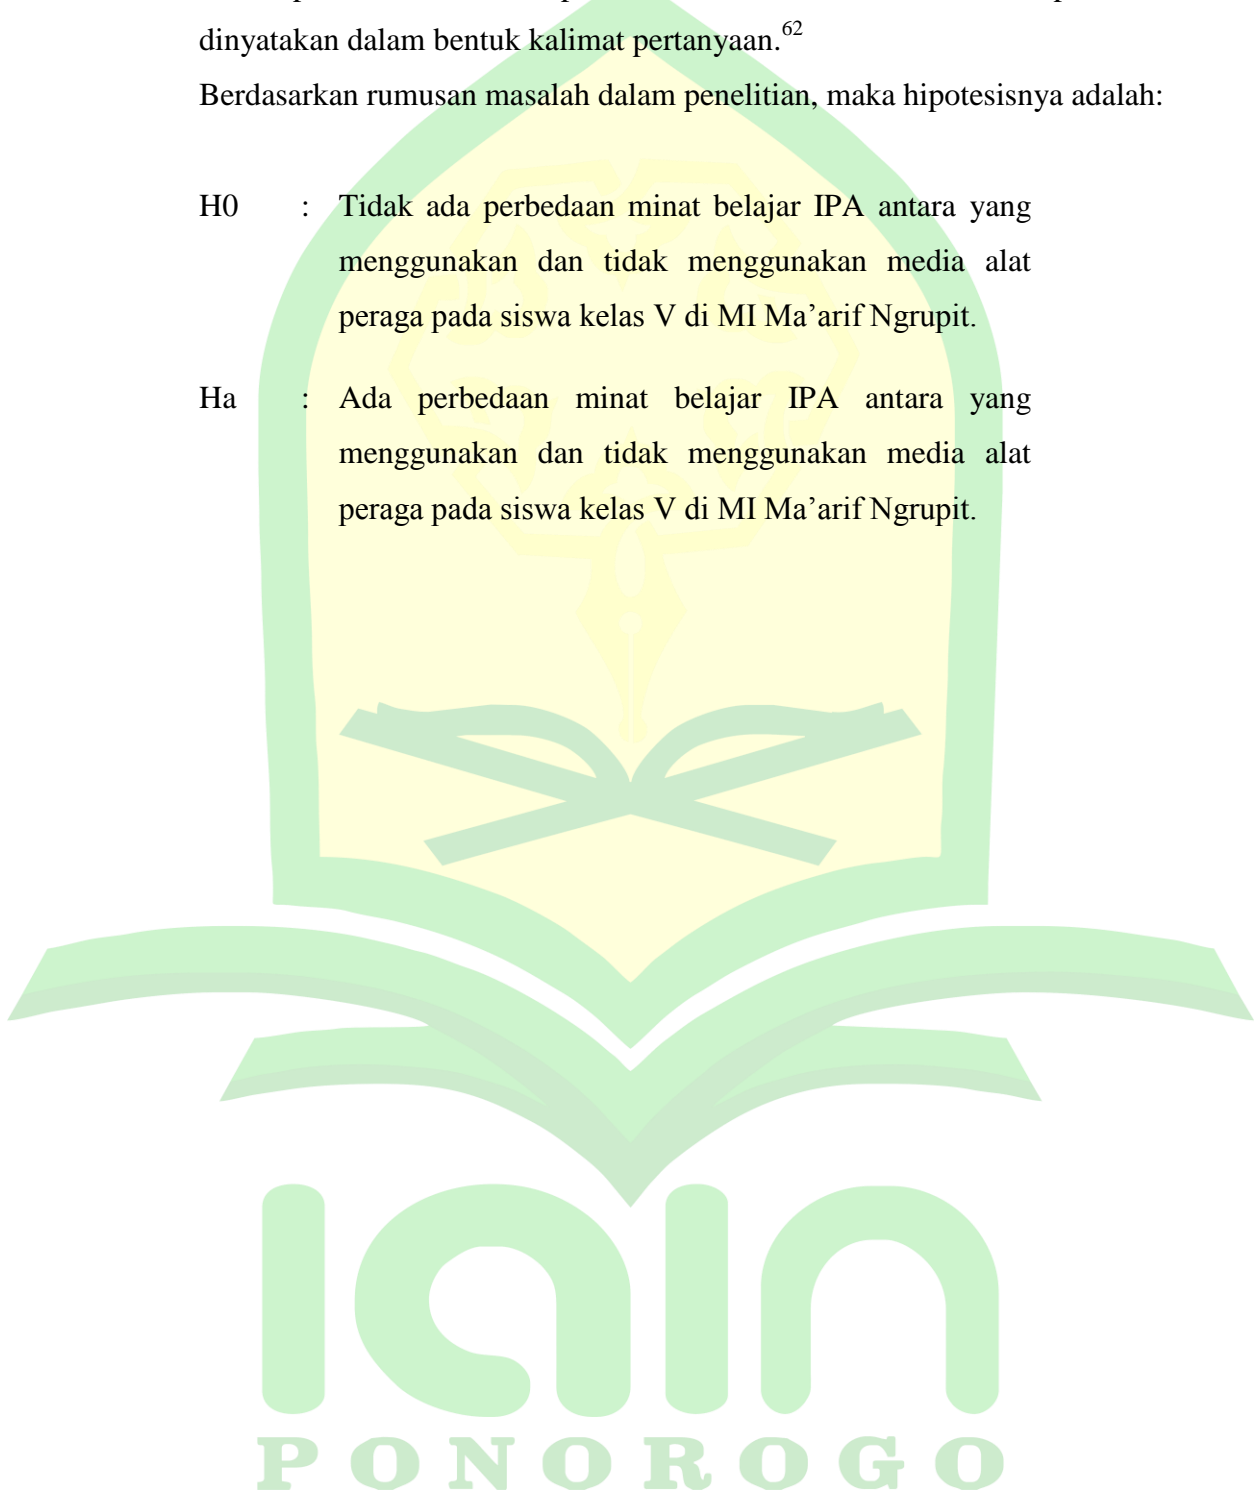 dinyatakan dalam bentuk kalimat pertanyaan.62
Berdasarkan rumusan masalah dalam penelitian, maka hipotesisnya adalah:
H0 : Tidak ada perbedaan minat belajar IPA antara yang
menggunakan dan tidak menggunakan media alat
peraga pada siswa kelas V di MI Ma’arif Ngrupit.
Ha : Ada perbedaan minat belajar IPA antara yang
menggunakan dan tidak menggunakan media alat
peraga pada siswa kelas V di MI Ma’arif Ngrupit.
iain
PONOROGO